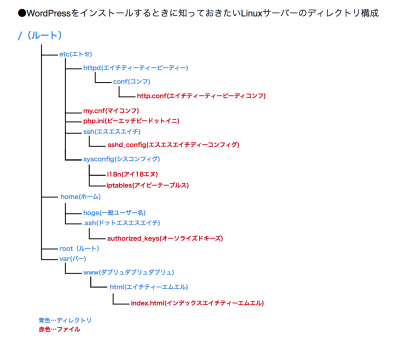 ●WordPressをインストールするときに知っておきたいLinuxサーバーのディレクトリ構成
/（ルート）
etc(エトセ)
httpd(エイチティーティーピーディー)
conf(コンフ)
http.conf(エイチティーティーピーディコンフ)
my.cnf(マイコンフ)
php.ini(ピーエッチピードットイニ)
ssh(エスエスエイチ)
sshd_config(エスエスエイチディーコンフィグ)
sysconfig(シスコンフィグ)
i18n(アイ18エヌ)
iptables(アイピーテーブルス)
home(ホーム)
hoge(一般ユーザー名)
.ssh(ドットエスエスエイチ)
authorized_keys(オーソライズドキーズ)
root（ルート）
var(バー)
www(ダブリュダブリュダブリュ)
html(エイチティーエムエル)
index.html(インデックスエイチティーエムエル)
青色…ディレクトリ
赤色…ファイル